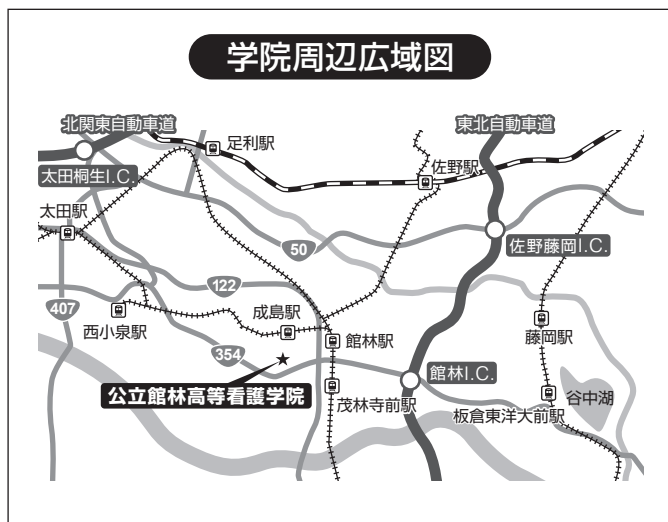 学院周辺広域図
北関東自動車道
東北自動車道
足利駅
太田桐生I.C.
佐野駅
太田駅
50
佐野藤岡I.C.
122
407
成島駅
西小泉駅
館林駅
藤岡駅
354
館林I.C.
公立館林高等看護学院
茂林寺前駅
板倉東洋大前駅
谷中湖